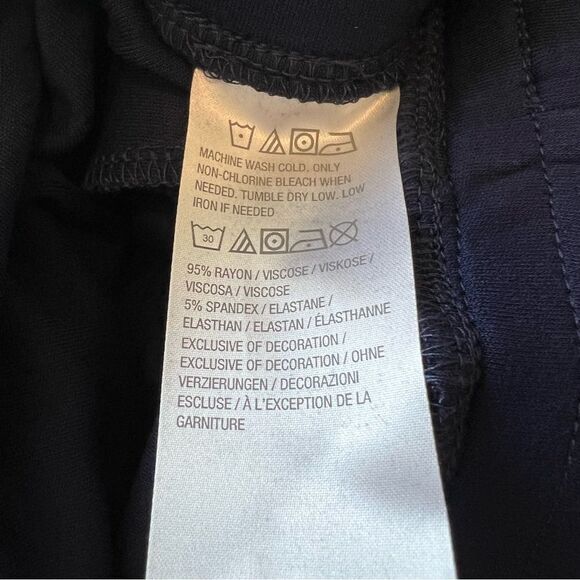 MACHINE WASH COLD. ONLY
NON-CHLORINE BLEACH WHEN
NEEDED. TUMBLE DRY LOW. LOW
IRON IF NEEDED
30
95% RAYON / VISCOSE / VISKOSE /
VISCOSA / VISCOSE
5% SPANDEX / ELASTANE /
ELASTHAN / ELASTAN / ÉLASTHANNE
EXCLUSIVE OF DECORATION /
EXCLUSIVE OF DECORATION / OHNE
VERZIERUNGEN / DECORAZIONI
ESCLUSE / À L'EXCEPTION DE LA
GARNITURE